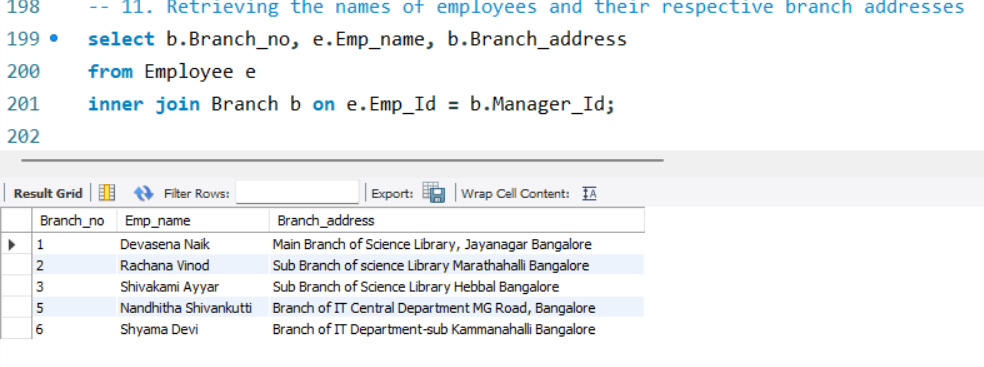 198 -- 11. Retrieving the names of employees and their respective branch addresses
199 select b.Branch_no, e.Emp_name, b.Branch_address
200 from Employee e
201 inner join Branch b on e.Emp_Id = b.Manager_Id;
202
Result Grid Filter Rows: Export: Wrap Cell Content:
Branch_no Emp_name Branch_address
1 Devasena Naik Main Branch of Science Library, Jayanagar Bangalore
2 Rachana Vinod Sub Branch of science Library Marathahalli Bangalore
3 Shivakami Ayyar Sub Branch of Science Library Hebbal Bangalore
5 Nandhitha Shivankutti Branch of IT Central Department MG Road, Bangalore
6 Shyama Devi Branch of IT Department-sub Kammanahalli Bangalore